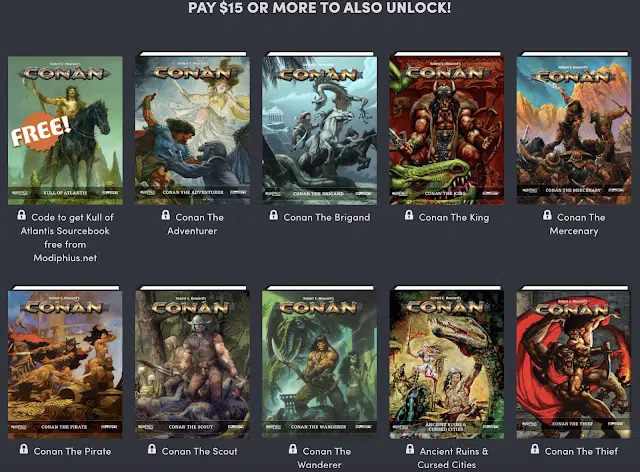 PAY $15 OR MORE TO ALSO UNLOCK!
Robert E. Howard's
CONAN
FREE!
KULL OF ATLANTIS
Robert E. Howard's
CONAN
CONAN THE ADVENTURER
Robert E. Howard's
CONAN
CONAN THE BRIGAND
Robert E. Howard's
CONAN
CONAN THE KING
Robert E. Howard's
CONAN
CONAN THE MERCENARY
Code to get Kull of
Atlantis Sourcebook
free from
Modiphius.net
Conan The
Adventurer
Conan The Brigand
Conan The King
Conan The
Mercenary
Robert E. Howard's
CONAN
CONAN THE PIRATE
Robert E. Howard's
CONAN
CONAN THE SCOUT
Robert E. Howard's
CONAN
CONAN THE WANDERER
Robert E. Howard's
CONAN
ANCIENT RUINS &
CURSED CITIES
Robert E. Howard's
CONAN
CONAN THE THIEF
Conan The Pirate
Conan The Scout
Conan The
Wanderer
Ancient Ruins &
Cursed Cities
Conan The Thief